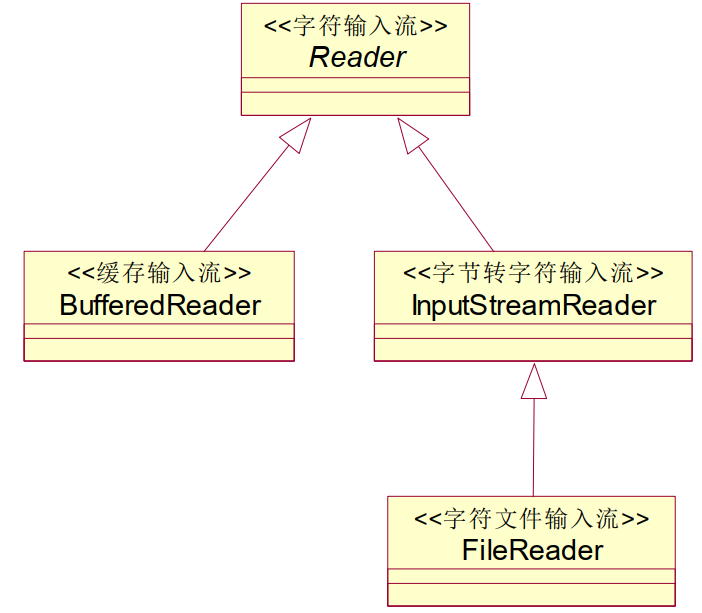 <<字符输入流>>
Reader
<<缓存输入流>>
BufferedReader
<<字节转字符输入流>>
InputStreamReader
<<字符文件输入流>>
FileReader